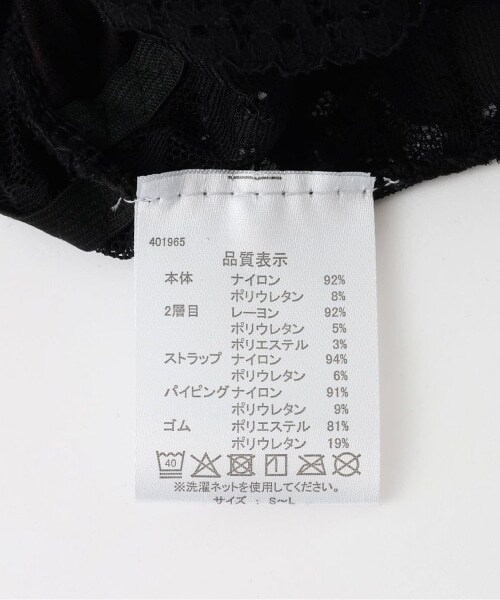 401965
品質表示
本体 ナイロン 92%
ポリウレタン 8%
2層目 レーヨン 92%
ポリウレタン 5%
ポリエステル 3%
ストラップ ナイロン 94%
ポリウレタン 6%
パイピング ナイロン 91%
ポリウレタン 9%
ゴム ポリエステル 81%
ポリウレタン 19%
40
※洗濯ネットを使用してください。
サイズ : S〜L